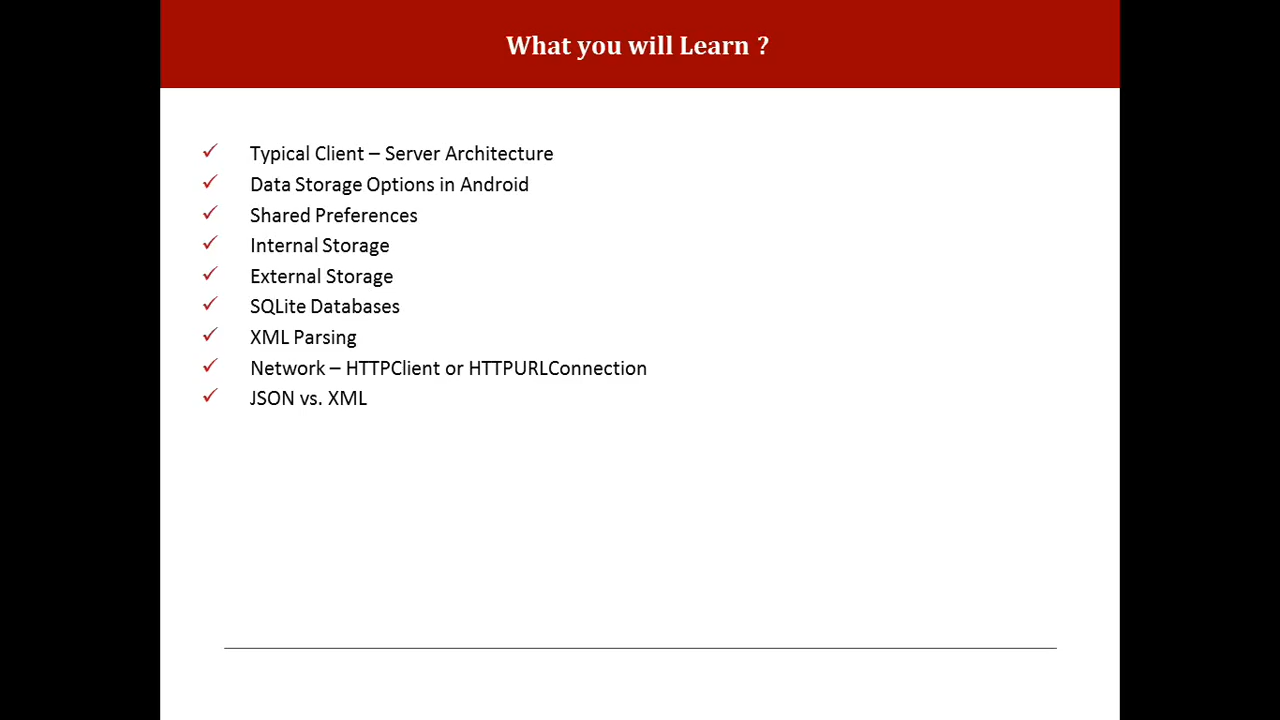 What you will Learn ?
Typical Client – Server Architecture
Data Storage Options in Android
Shared Preferences
Internal Storage
External Storage
SQLite Databases
XML Parsing
Network – HTTPClient or HTTPURLConnection
JSON vs. XML